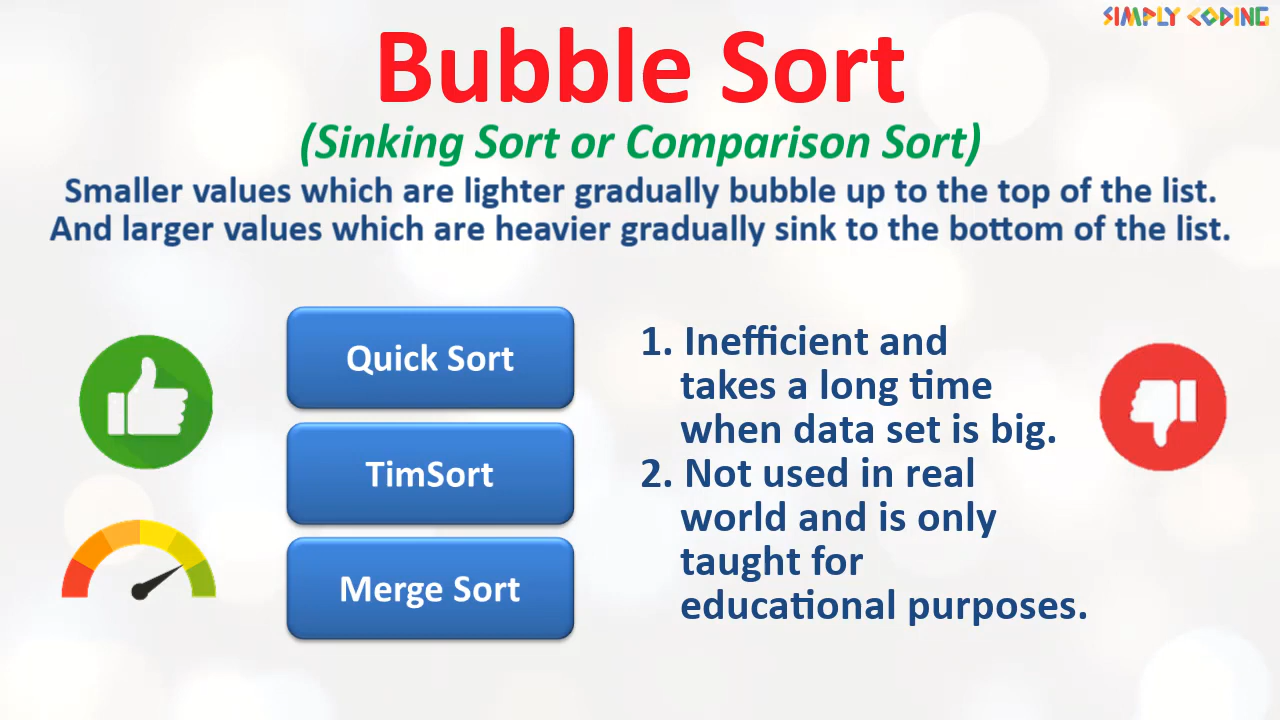 SIMPLY CODING
Bubble Sort
(Sinking Sort or Comparison Sort)
Smaller values which are lighter gradually bubble up to the top of the list.
And larger values which are heavier gradually sink to the bottom of the list.
Quick Sort
TimSort
Merge Sort
1. Inefficient and
takes a long time
when data set is big.
2. Not used in real
world and is only
taught for
educational purposes.